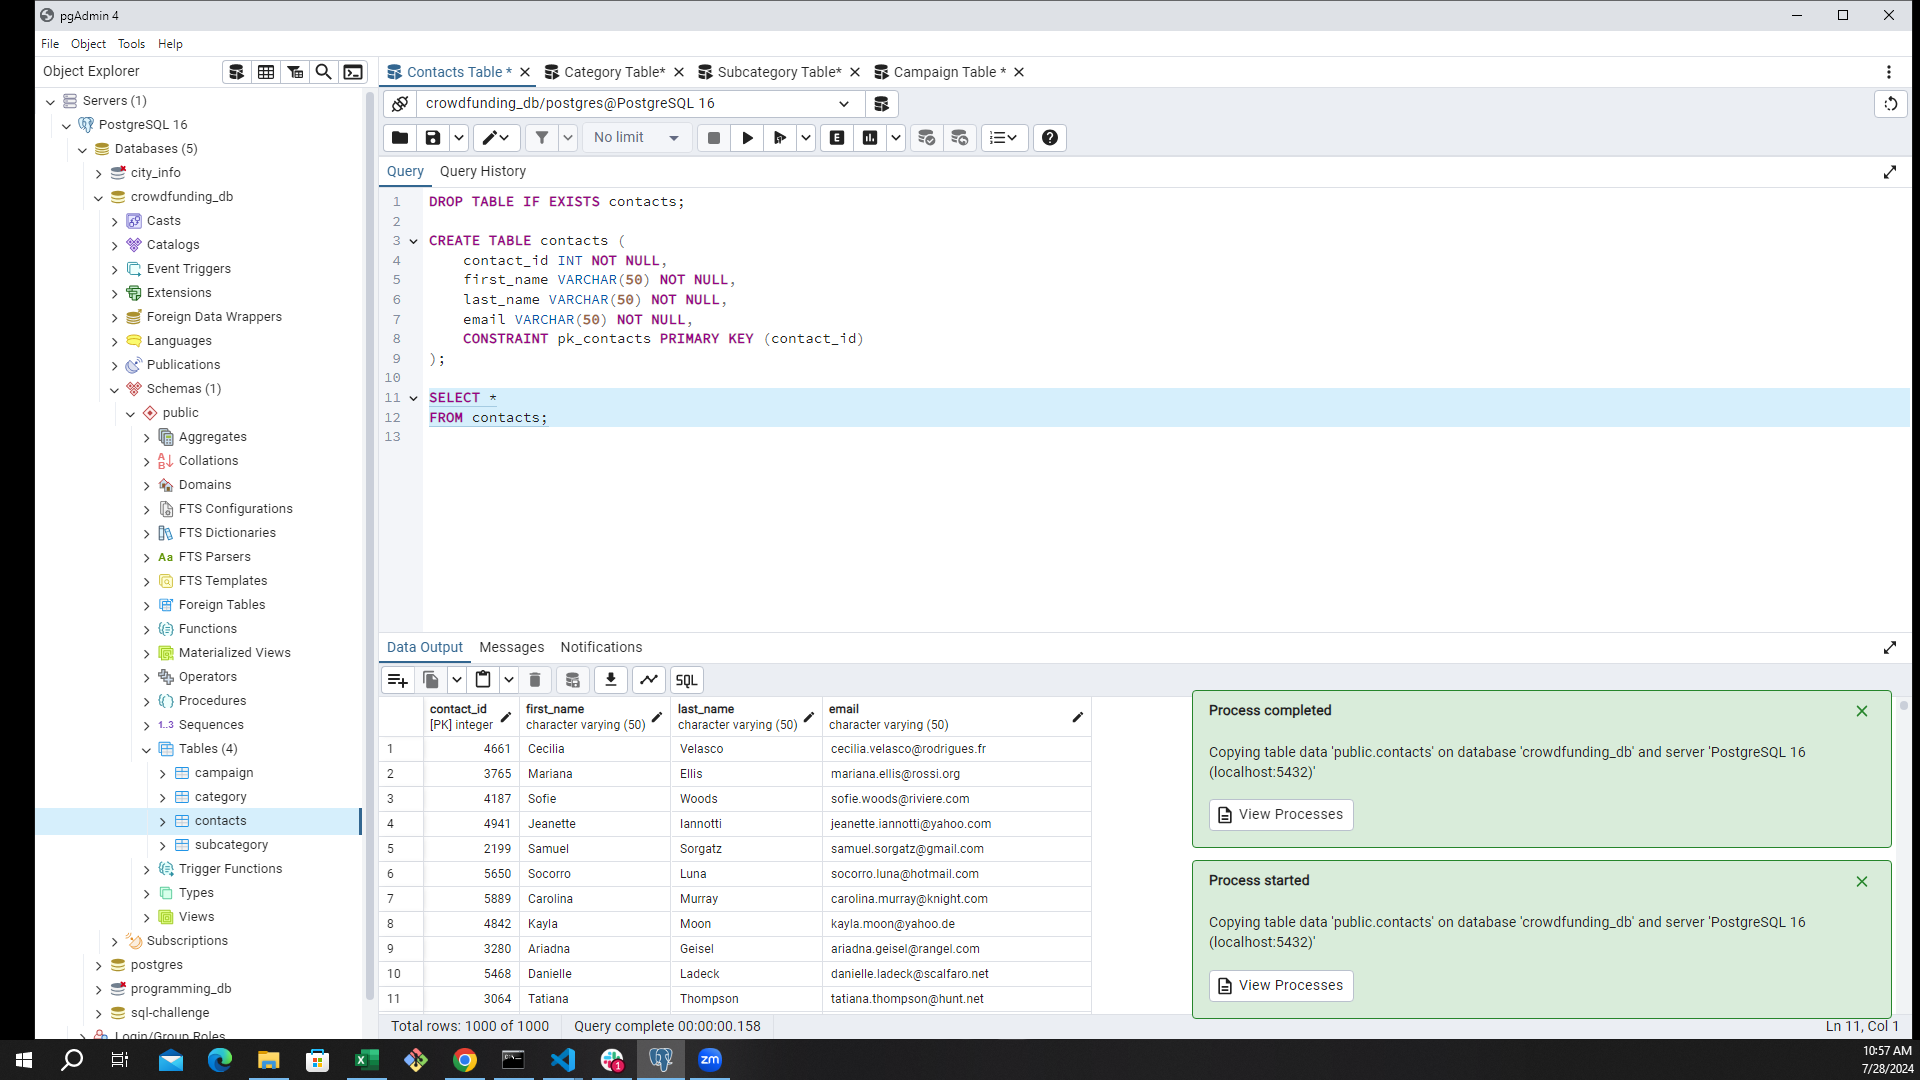 pgAdmin 4
File Object Tools Help
Object Explorer
Contacts Table * Category Table* Subcategory Table* Campaign Table *
Servers (1)
PostgreSQL 16
Databases (5)
city_info
crowdfunding_db
Casts
Catalogs
Event Triggers
Extensions
Foreign Data Wrappers
Languages
Publications
Schemas (1)
public
Aggregates
Collations
Domains
FTS Configurations
FTS Dictionaries
Aa FTS Parsers
FTS Templates
Foreign Tables
Functions
Materialized Views
Operators
Procedures
1..3 Sequences
Tables (4)
campaign
category
contacts
subcategory
Trigger Functions
Types
Views
Subscriptions
postgres
programming_db
sql-challenge
Login/Group Roles
crowdfunding_db/postgres@PostgreSQL 16
No limit
E
Query Query History
1 DROP TABLE IF EXISTS contacts;
2
3 CREATE TABLE contacts (
4 contact_id INT NOT NULL,
5 first_name VARCHAR(50) NOT NULL,
6 last_name VARCHAR(50) NOT NULL,
7 email VARCHAR(50) NOT NULL,
8 CONSTRAINT pk_contacts PRIMARY KEY (contact_id)
9 );
10
11 SELECT *
12 FROM contacts;
13
Data Output Messages Notifications
SQL
contact_id first_name last_name email
[PK] integer character varying (50) character varying (50) character varying (50)
1 4661 Cecilia Velasco cecilia.velasco@rodrigues.fr
2 3765 Mariana Ellis mariana.ellis@rossi.org
3 4187 Sofie Woods sofie.woods@riviere.com
4 4941 Jeanette Iannotti jeanette.iannotti@yahoo.com
5 2199 Samuel Sorgatz samuel.sorgatz@gmail.com
6 5650 Socorro Luna socorro.luna@hotmail.com
7 5889 Carolina Murray carolina.murray@knight.com
8 4842 Kayla Moon kayla.moon@yahoo.de
9 3280 Ariadna Geisel ariadna.geisel@rangel.com
10 5468 Danielle Ladeck danielle.ladeck@scalfaro.net
11 3064 Tatiana Thompson tatiana.thompson@hunt.net
Process completed
Copying table data 'public.contacts' on database 'crowdfunding_db' and server 'PostgreSQL 16
(localhost:5432)'
View Processes
Process started
Copying table data 'public.contacts' on database 'crowdfunding_db' and server 'PostgreSQL 16
(localhost:5432)'
View Processes
Total rows: 1000 of 1000 Query complete 00:00:00.158 Ln 11, Col 1
zm
1
10:57 AM
7/28/2024